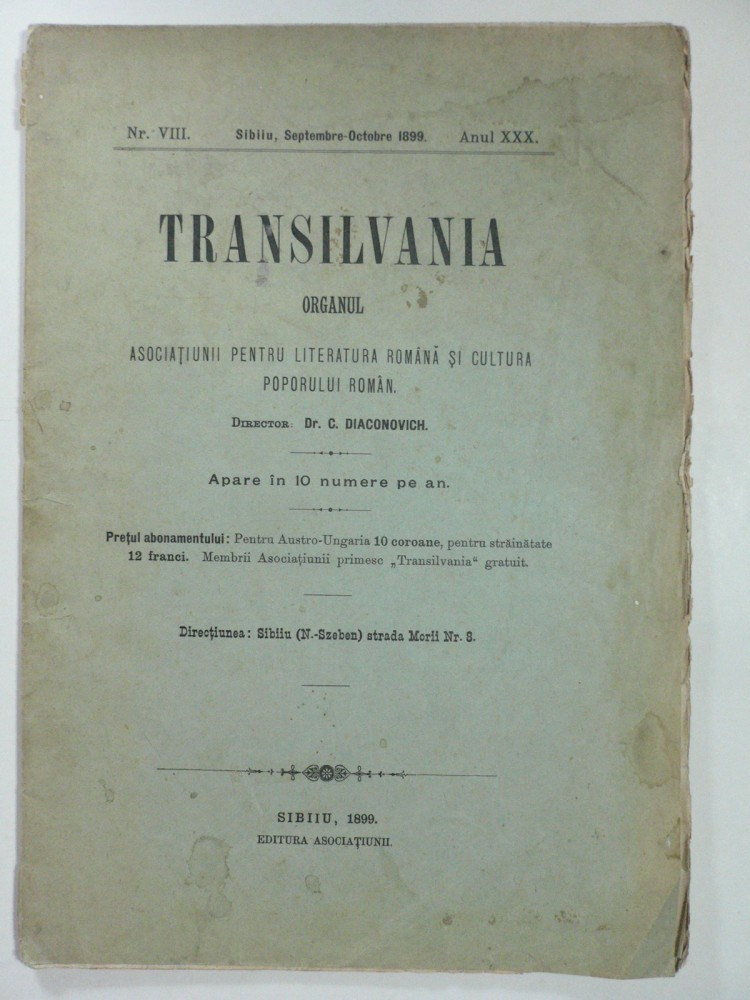 Nr. VIII. Sibiiu, Septembre-Octobre 1899. Anul XXX.
TRANSILVANIA
ORGANUL
ASOCIAȚIUNII PENTRU LITERATURA ROMÂNĂ ȘI CULTURA
POPORULUI ROMÂN.
DIRECTOR: Dr. C. DIACONOVICH.
Apare în 10 numere pe an.
Prețul abonamentului: Pentru Austro-Ungaria 10 coroane, pentru străinătate
12 franci. Membrii Asociațiunii primesc „Transilvania“ gratuit.
Direcțiunea: Sibiiu (N.-Szeben) strada Morii Nr. 8.
SIBIIU, 1899.
EDITURA ASOCIAȚIUNII.